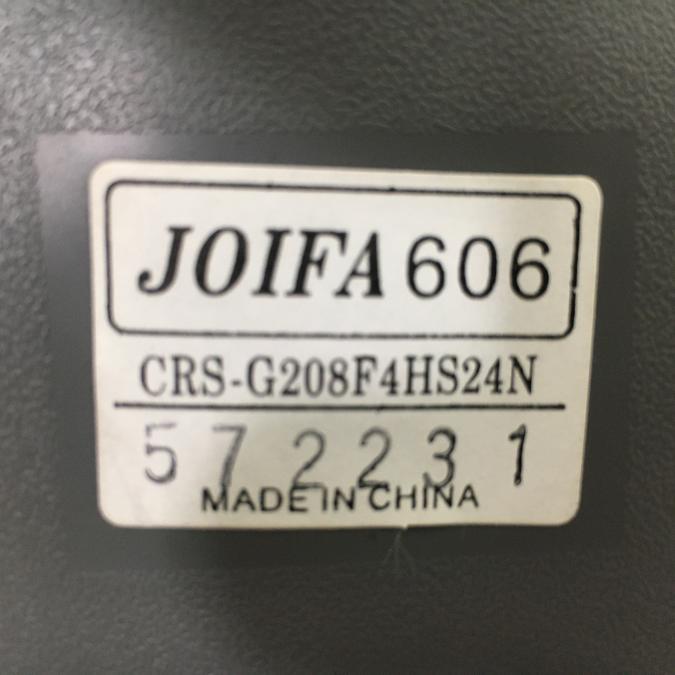 JOIFA 606
CRS-G208F4HS24N
572231
MADE IN CHINA